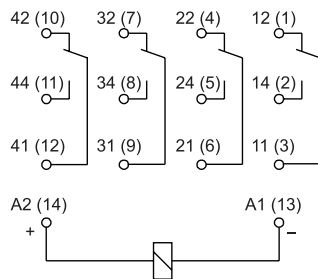 42 (10) 32 (7) 22 (4) 12 (1)
44 (11) 34 (8) 24 (5) 14 (2)
41 (12) 31 (9) 21 (6) 11 (3)
A2 (14) A1 (13)
+ –